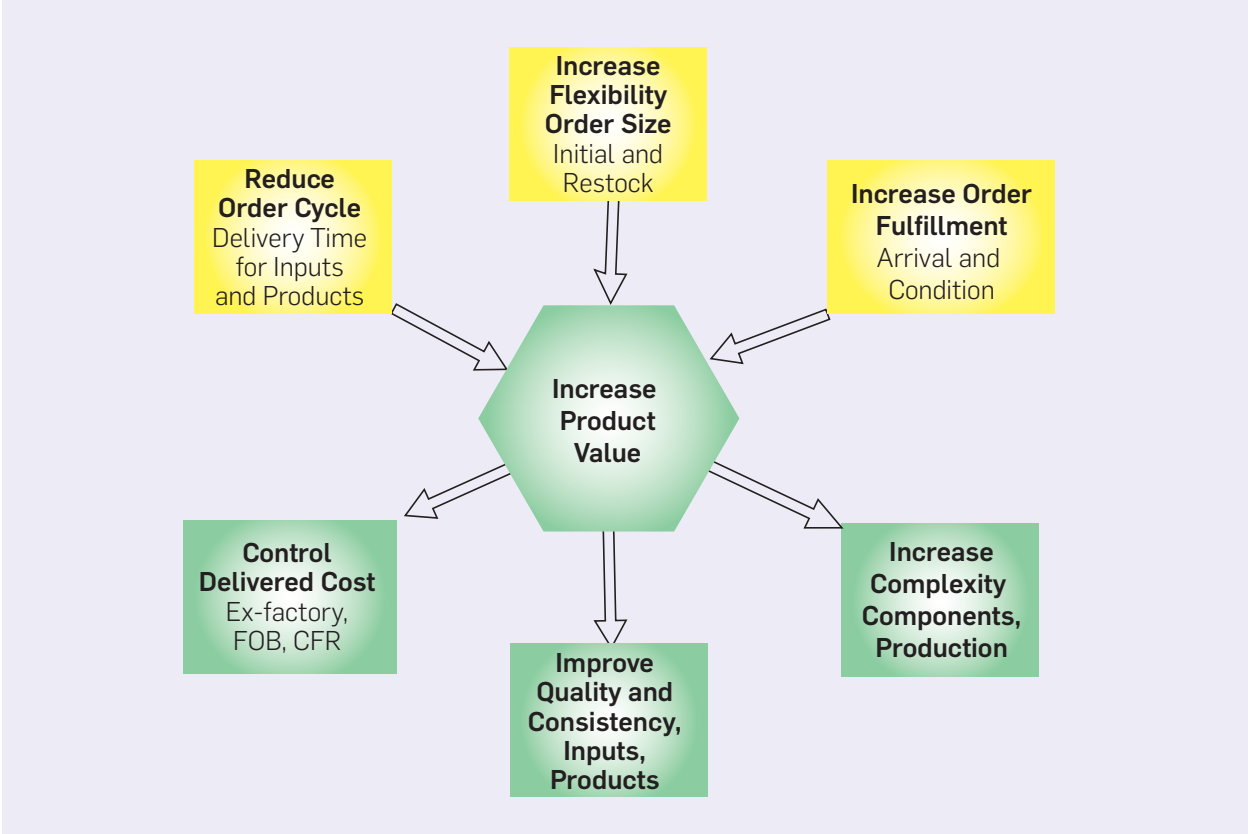 Increase
Flexibility
Order Size
Initial and
Restock
Reduce
Order Cycle
Delivery Time
for Inputs
and Products
Increase Order
Fulfillment
Arrival and
Condition
Increase
Product
Value
Control
Delivered Cost
Ex-factory,
FOB, CFR
Improve
Quality and
Consistency,
Inputs,
Products
Increase
Complexity
Components,
Production